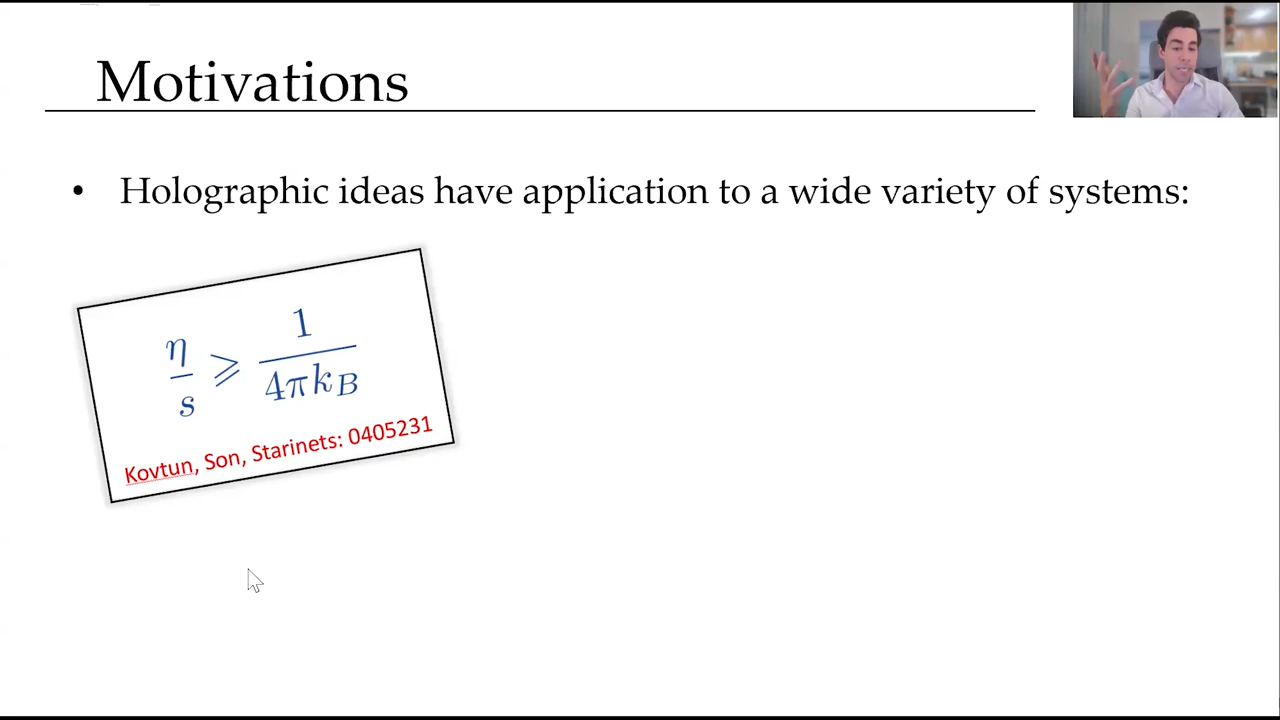 Motivations
• Holographic ideas have application to a wide variety of systems:
η/s ⩾ 1/4πk_B
Kovtun, Son, Starinets: 0405231